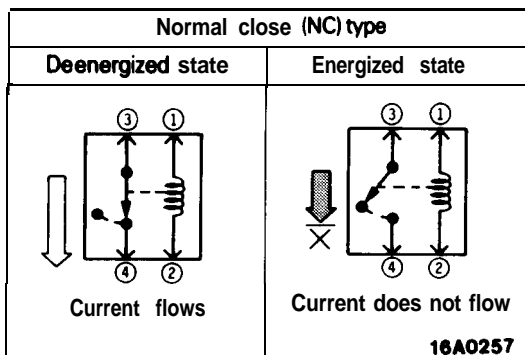 Normal close (NC) type
Deenergized state
Energized state
③ ①
④ ②
Current flows
③ ①
④ ②
Current does not flow
16A0257